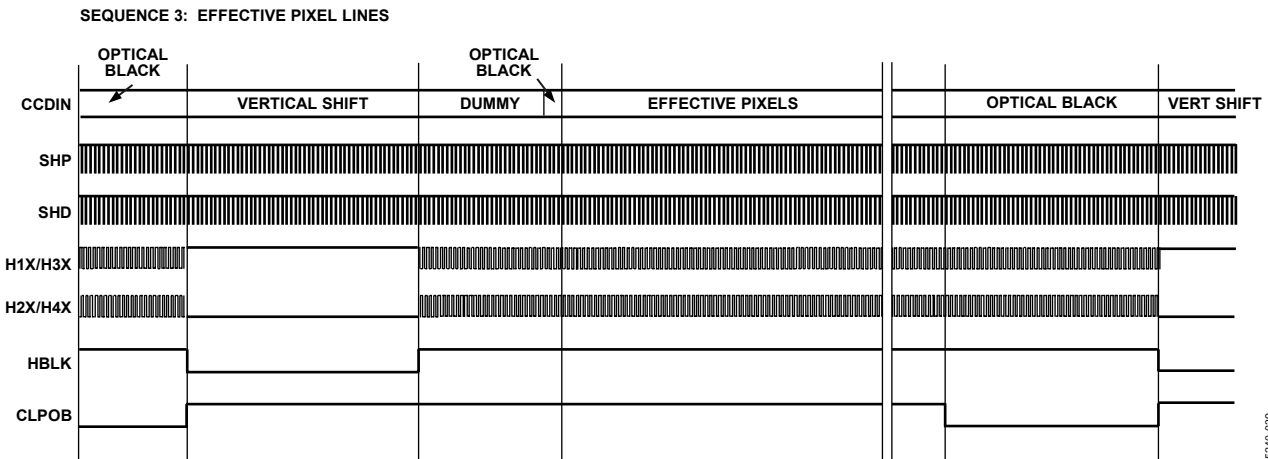 SEQUENCE 3: EFFECTIVE PIXEL LINES
OPTICAL
BLACK
OPTICAL
BLACK
CCDIN
VERTICAL SHIFT
DUMMY
EFFECTIVE PIXELS
OPTICAL BLACK
VERT SHIFT
SHP
SHD
H1X/H3X
H2X/H4X
HBLK
CLPOB